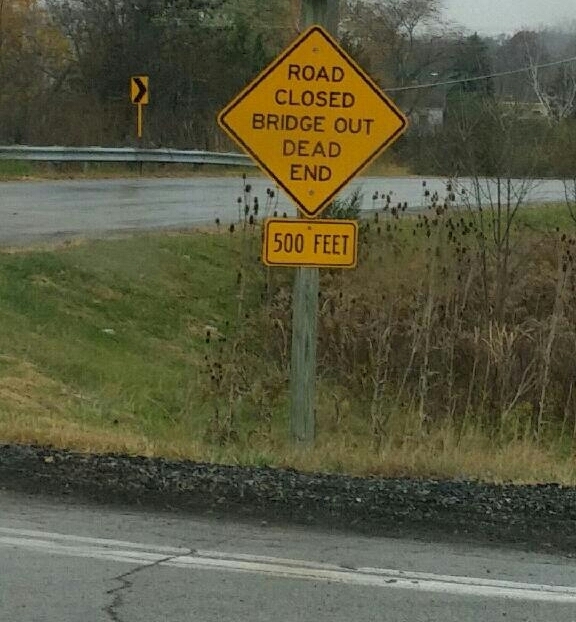 ROAD
CLOSED
BRIDGE OUT
DEAD
END
500 FEET